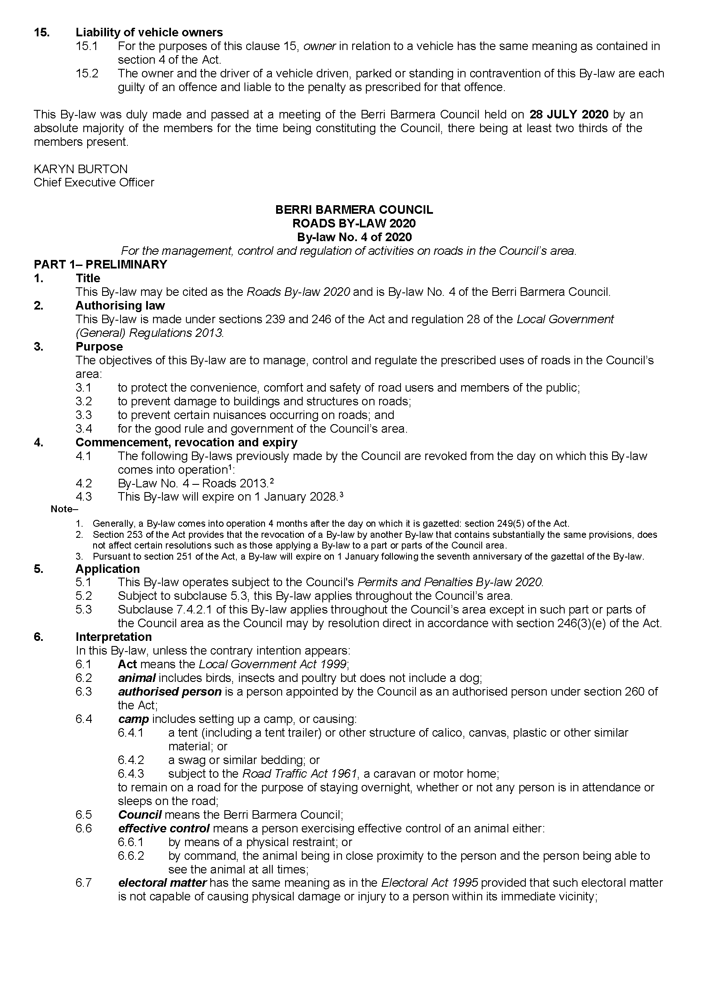 15. Liability of vehicle owners
15.1 For the purposes of this clause 15, owner in relation to a vehicle has the same meaning as contained in
section 4 of the Act.
15.2 The owner and the driver of a vehicle driven, parked or standing in contravention of this By-law are each
guilty of an offence and liable to the penalty as prescribed for that offence.
This By-law was duly made and passed at a meeting of the Berri Barmera Council held on 28 JULY 2020 by an
absolute majority of the members for the time being constituting the Council, there being at least two thirds of the
members present.
KARYN BURTON
Chief Executive Officer
BERRI BARMERA COUNCIL
ROADS BY-LAW 2020
By-law No. 4 of 2020
For the management, control and regulation of activities on roads in the Council’s area.
PART 1– PRELIMINARY
1. Title
This By-law may be cited as the Roads By-law 2020 and is By-law No. 4 of the Berri Barmera Council.
2. Authorising law
This By-law is made under sections 239 and 246 of the Act and regulation 28 of the Local Government
(General) Regulations 2013.
3. Purpose
The objectives of this By-law are to manage, control and regulate the prescribed uses of roads in the Council’s
area:
3.1 to protect the convenience, comfort and safety of road users and members of the public;
3.2 to prevent damage to buildings and structures on roads;
3.3 to prevent certain nuisances occurring on roads; and
3.4 for the good rule and government of the Council’s area.
4. Commencement, revocation and expiry
4.1 The following By-laws previously made by the Council are revoked from the day on which this By-law
comes into operation¹:
4.2 By-Law No. 4 – Roads 2013.²
4.3 This By-law will expire on 1 January 2028.³
Note–
1. Generally, a By-law comes into operation 4 months after the day on which it is gazetted: section 249(5) of the Act.
2. Section 253 of the Act provides that the revocation of a By-law by another By-law that contains substantially the same provisions, does
not affect certain resolutions such as those applying a By-law to a part or parts of the Council area.
3. Pursuant to section 251 of the Act, a By-law will expire on 1 January following the seventh anniversary of the gazettal of the By-law.
5. Application
5.1 This By-law operates subject to the Council's Permits and Penalties By-law 2020.
5.2 Subject to subclause 5.3, this By-law applies throughout the Council’s area.
5.3 Subclause 7.4.2.1 of this By-law applies throughout the Council’s area except in such part or parts of
the Council area as the Council may by resolution direct in accordance with section 246(3)(e) of the Act.
6. Interpretation
In this By-law, unless the contrary intention appears:
6.1 Act means the Local Government Act 1999;
6.2 animal includes birds, insects and poultry but does not include a dog;
6.3 authorised person is a person appointed by the Council as an authorised person under section 260 of
the Act;
6.4 camp includes setting up a camp, or causing:
6.4.1 a tent (including a tent trailer) or other structure of calico, canvas, plastic or other similar
material; or
6.4.2 a swag or similar bedding; or
6.4.3 subject to the Road Traffic Act 1961, a caravan or motor home;
to remain on a road for the purpose of staying overnight, whether or not any person is in attendance or
sleeps on the road;
6.5 Council means the Berri Barmera Council;
6.6 effective control means a person exercising effective control of an animal either:
6.6.1 by means of a physical restraint; or
6.6.2 by command, the animal being in close proximity to the person and the person being able to
see the animal at all times;
6.7 electoral matter has the same meaning as in the Electoral Act 1995 provided that such electoral matter
is not capable of causing physical damage or injury to a person within its immediate vicinity;